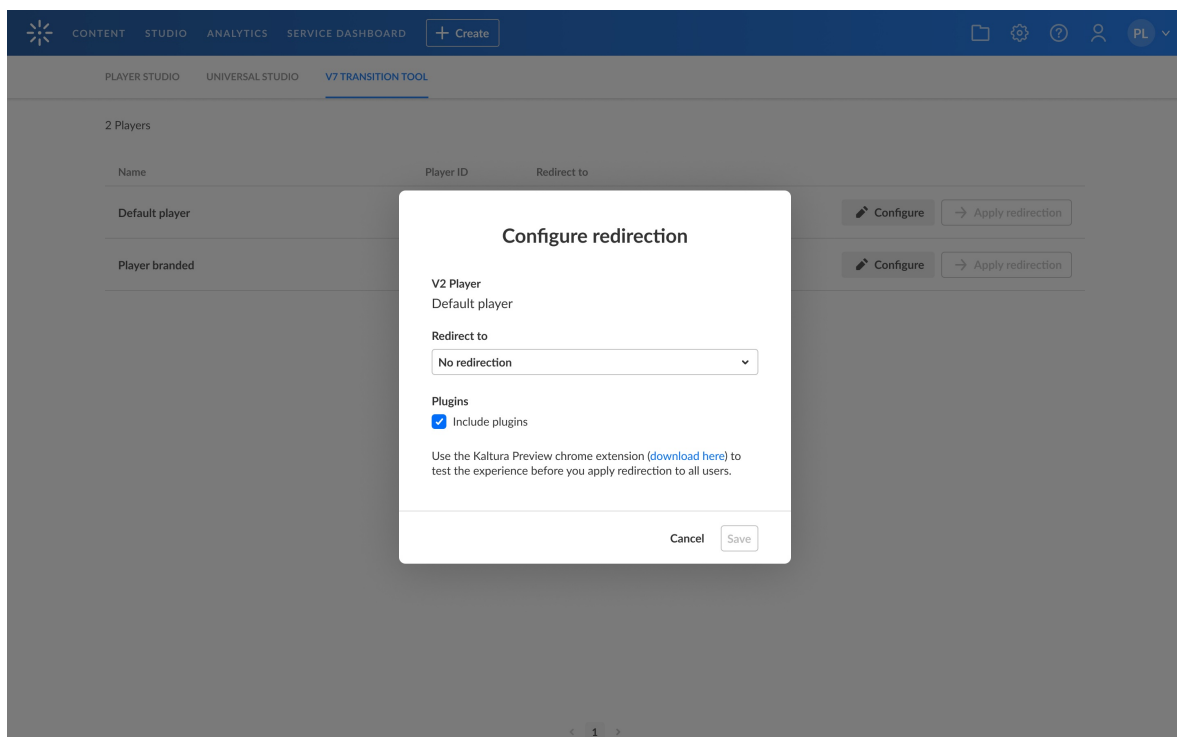 CONTENT STUDIO ANALYTICS SERVICE DASHBOARD + Create PL
PLAYER STUDIO UNIVERSAL STUDIO V7 TRANSITION TOOL
2 Players
Name Player ID Redirect to
Default player Configure → Apply redirection
Player branded Configure → Apply redirection
Configure redirection
V2 Player
Default player
Redirect to
No redirection
Plugins
Include plugins
Use the Kaltura Preview chrome extension (download here) to
test the experience before you apply redirection to all users.
Cancel Save
< 1 >